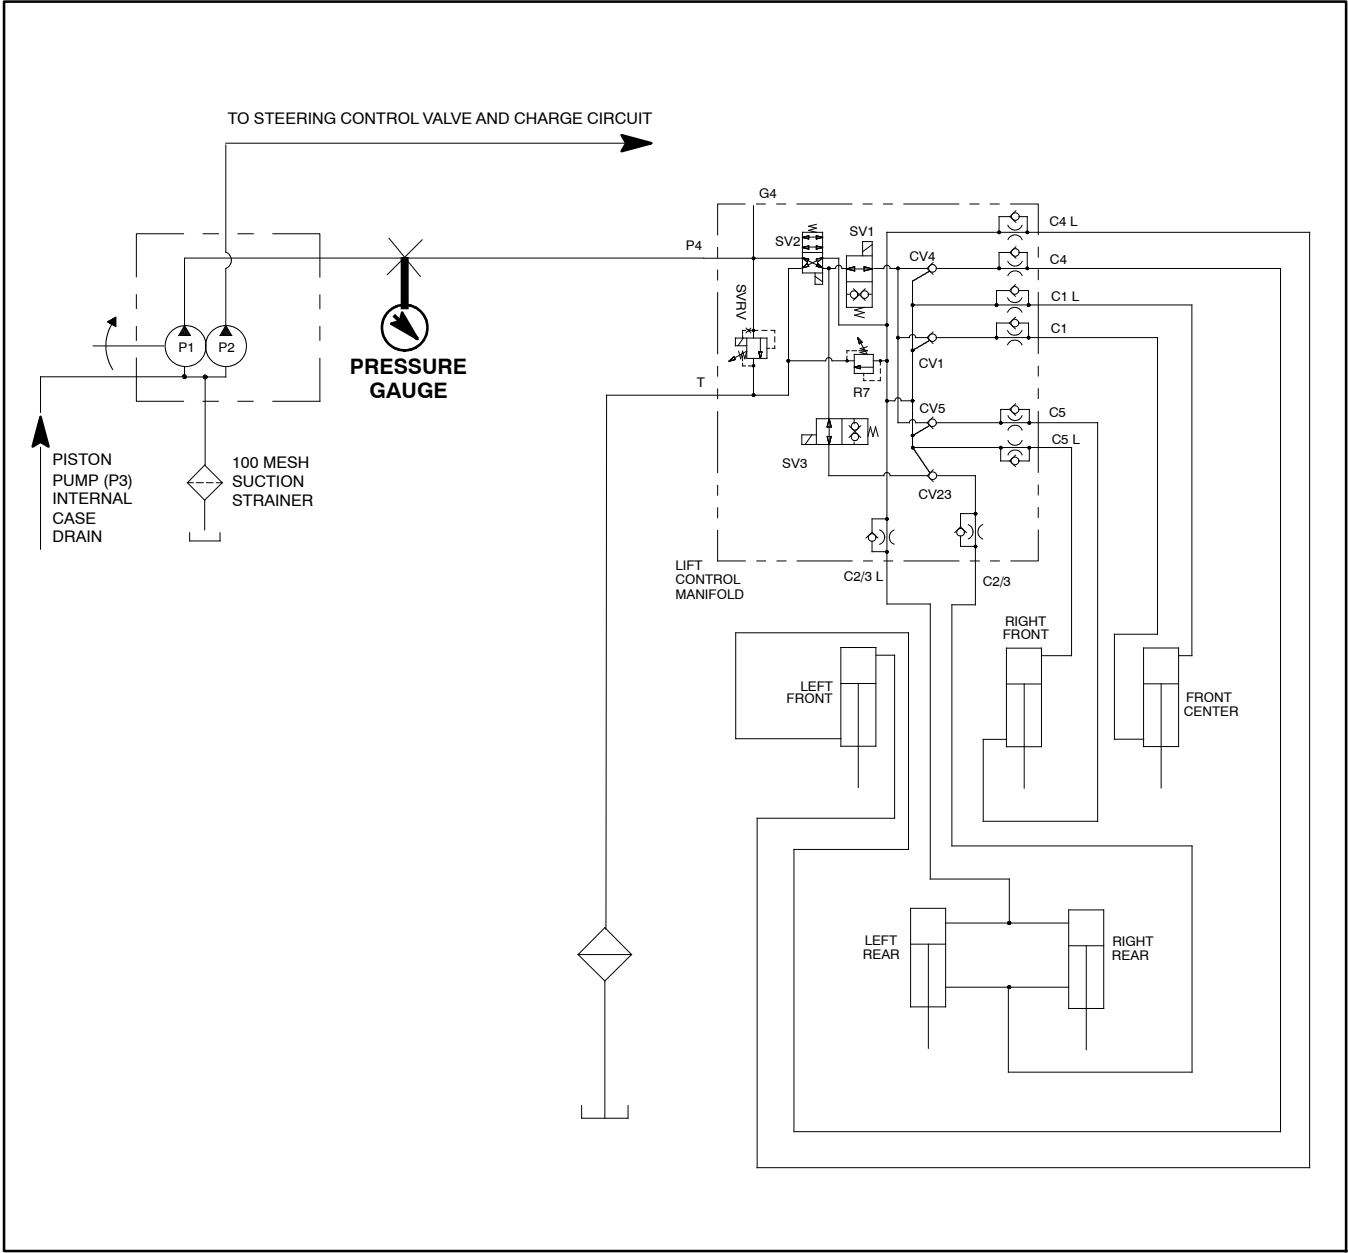 TO STEERING CONTROL VALVE AND CHARGE CIRCUIT
G4
P4
SV2
SV1
C4 L
CV4
C4
SVRV
C1 L
C1
P1
P2
CV1
PRESSURE
GAUGE
T
R7
CV5
C5
C5 L
SV3
CV23
PISTON
PUMP (P3)
INTERNAL
CASE
DRAIN
100 MESH
SUCTION
STRAINER
LIFT
CONTROL
MANIFOLD
C2/3 L
C2/3
RIGHT
FRONT
LEFT
FRONT
FRONT
CENTER
LEFT
REAR
RIGHT
REAR